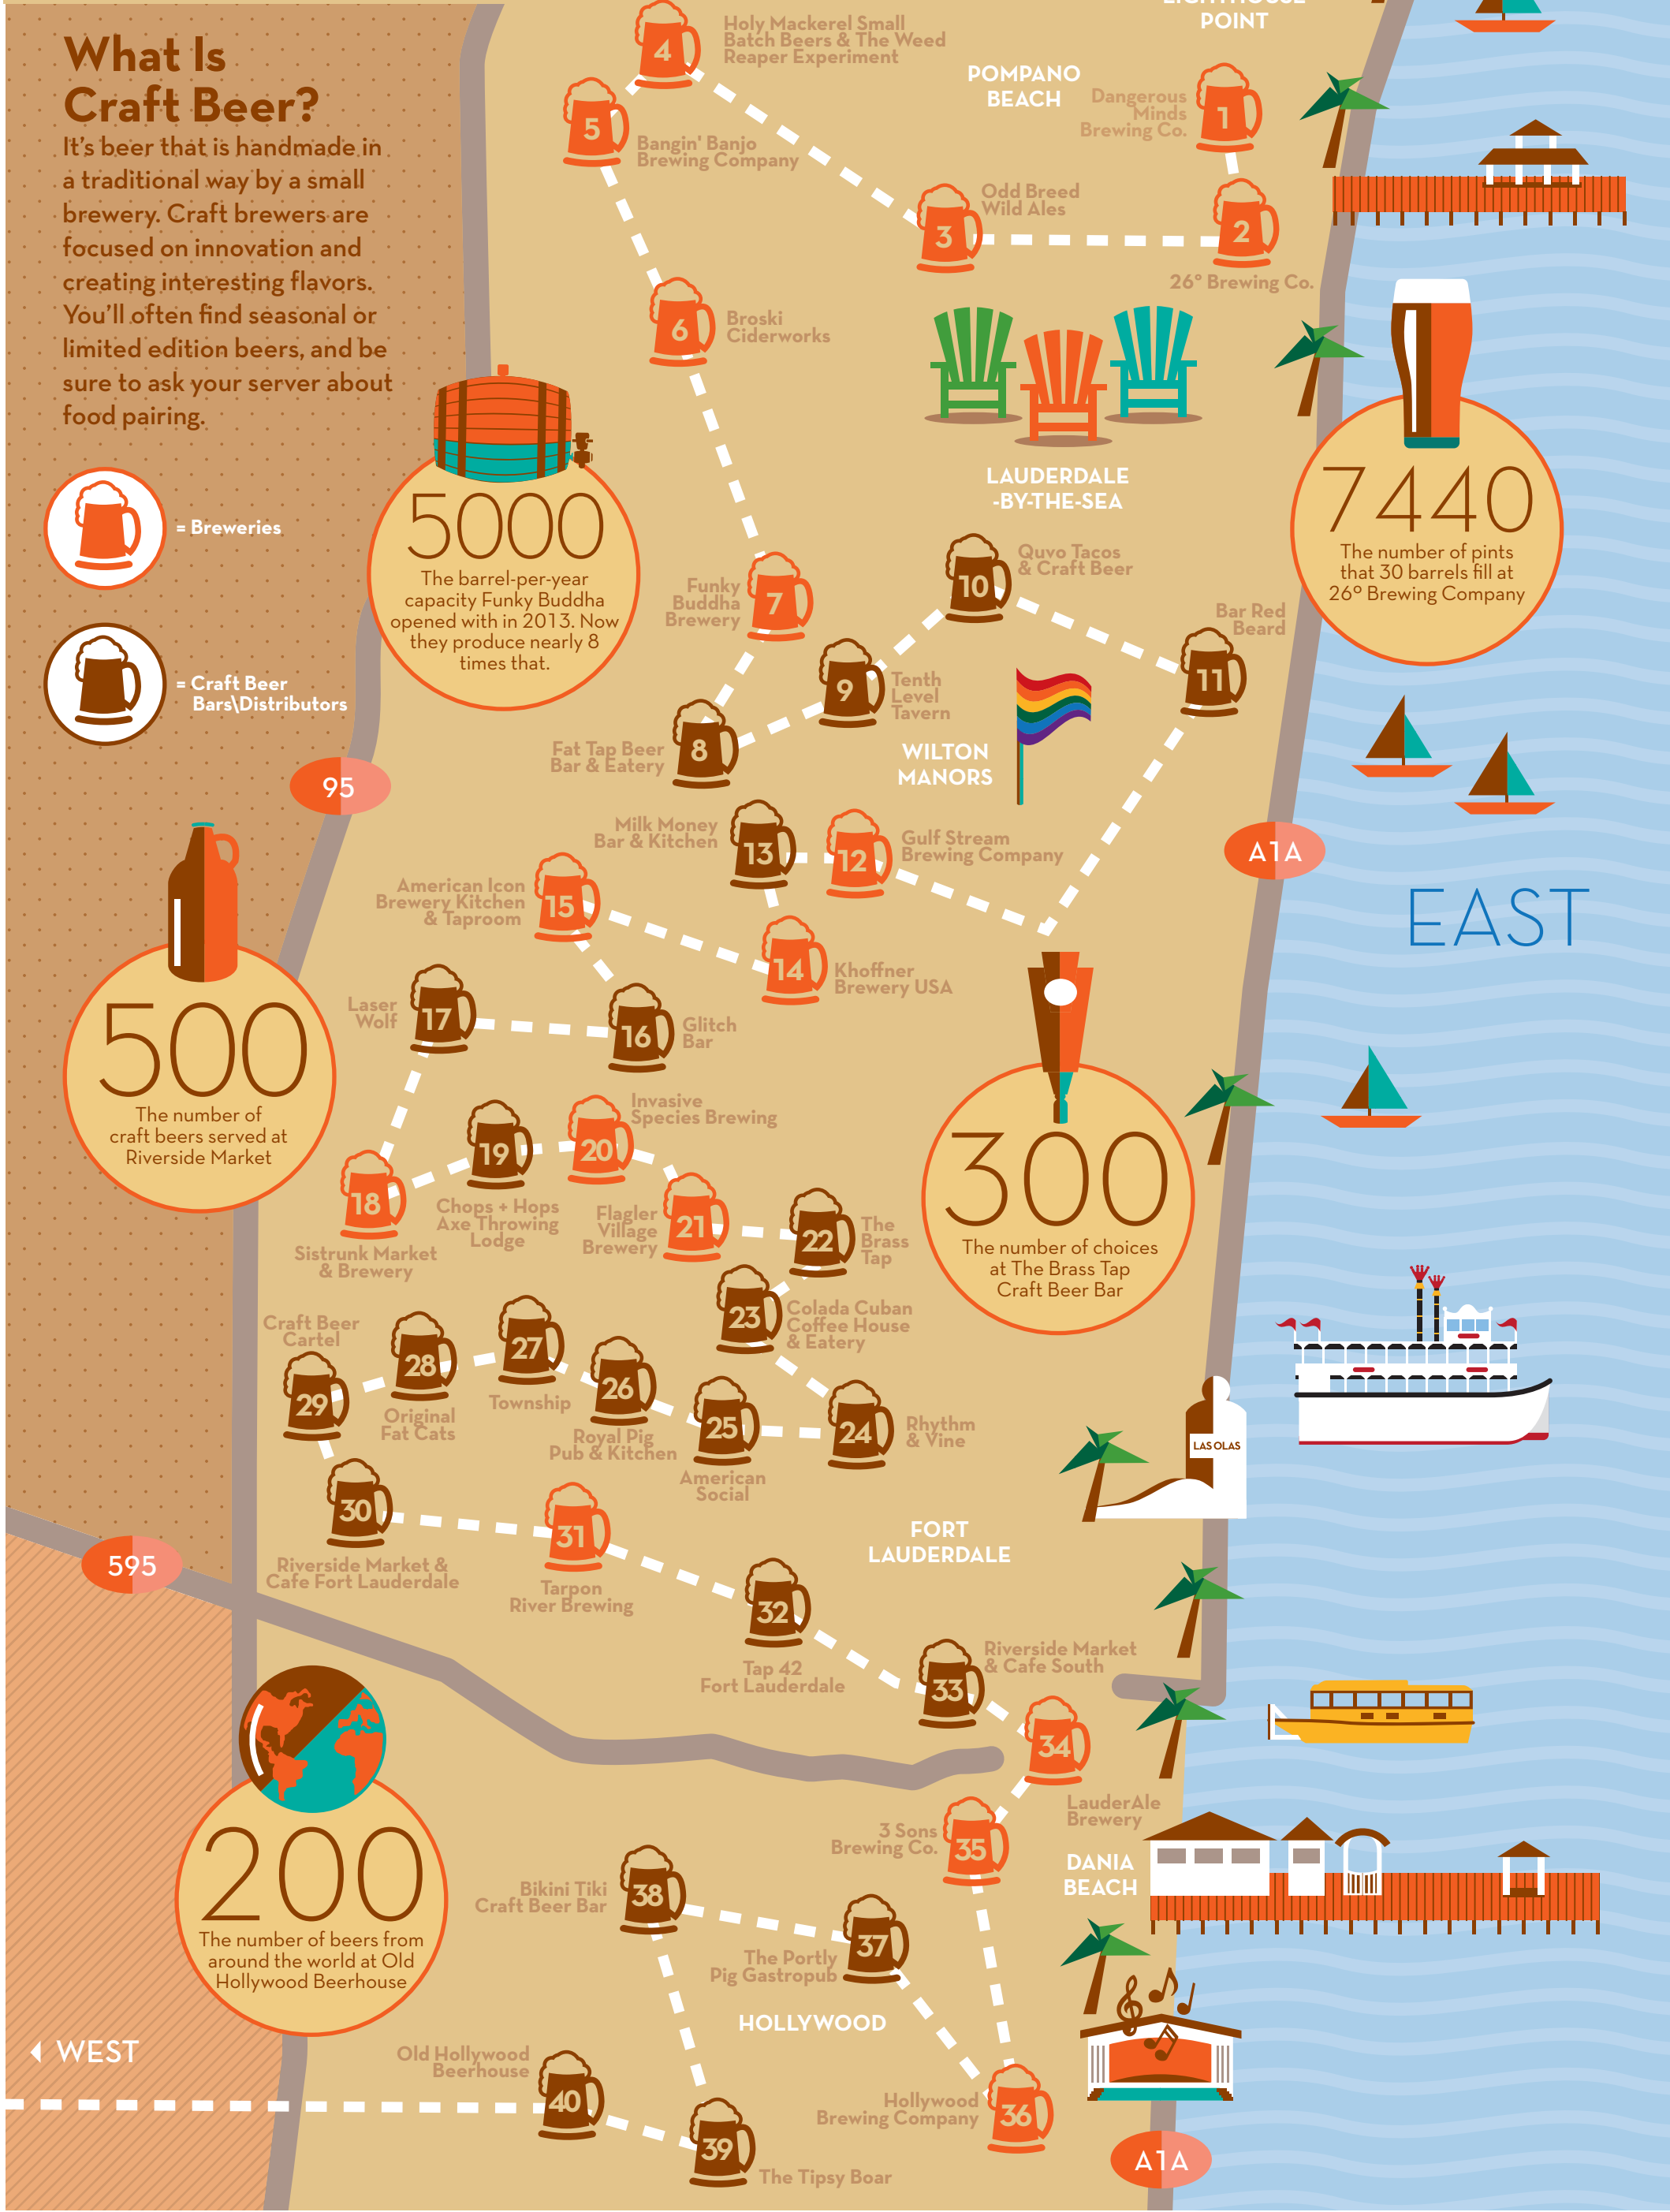 What Is
Craft Beer?
It's beer that is handmade in
a traditional way by a small
brewery. Craft brewers are
focused on innovation and
creating interesting flavors.
You'll often find seasonal or
limited edition beers, and be
sure to ask your server about
food pairing.
= Breweries
= Craft Beer
Bars\Distributors
LIGHTHOUSE
POINT
4
Holy Mackerel Small
Batch Beers & The Weed
Reaper Experiment
POMPANO
BEACH
Dangerous
Minds
Brewing Co.
1
5
Bangin' Banjo
Brewing Company
Odd Breed
Wild Ales
3
2
26° Brewing Co.
6
Broski
Ciderworks
LAUDERDALE
-BY-THE-SEA
5000
The barrel-per-year
capacity Funky Buddha
opened with in 2013. Now
they produce nearly 8
times that.
7440
The number of pints
that 30 barrels fill at
26° Brewing Company
Funky
Buddha
Brewery
7
10
Quvo Tacos
& Craft Beer
Bar Red
Beard
11
9
Tenth
Level
Tavern
Fat Tap Beer
Bar & Eatery
8
WILTON
MANORS
95
Milk Money
Bar & Kitchen
13
12
Gulf Stream
Brewing Company
A1A
American Icon
Brewery Kitchen
& Taproom
15
EAST
14
Khoffner
Brewery USA
Laser
Wolf
17
16
Glitch
Bar
500
The number of
craft beers served at
Riverside Market
300
The number of choices
at The Brass Tap
Craft Beer Bar
Invasive
Species Brewing
19
20
18
Chops + Hops
Axe Throwing
Lodge
Flagler
Village
Brewery
21
22
The
Brass
Tap
Sistrunk Market
& Brewery
23
Colada Cuban
Coffee House
& Eatery
Craft Beer
Cartel
29
28
27
26
Original
Fat Cats
Township
Royal Pig
Pub & Kitchen
25
American
Social
24
Rhythm
& Vine
LAS OLAS
30
31
FORT
LAUDERDALE
595
Riverside Market &
Cafe Fort Lauderdale
Tarpon
River Brewing
32
Tap 42
Fort Lauderdale
33
Riverside Market
& Cafe South
34
LauderAle
Brewery
3 Sons
Brewing Co.
35
DANIA
BEACH
200
The number of beers from
around the world at Old
Hollywood Beerhouse
Bikini Tiki
Craft Beer Bar
38
37
The Portly
Pig Gastropub
HOLLYWOOD
WEST
Old Hollywood
Beerhouse
40
Hollywood
Brewing Company
36
39
The Tipsy Boar
A1A